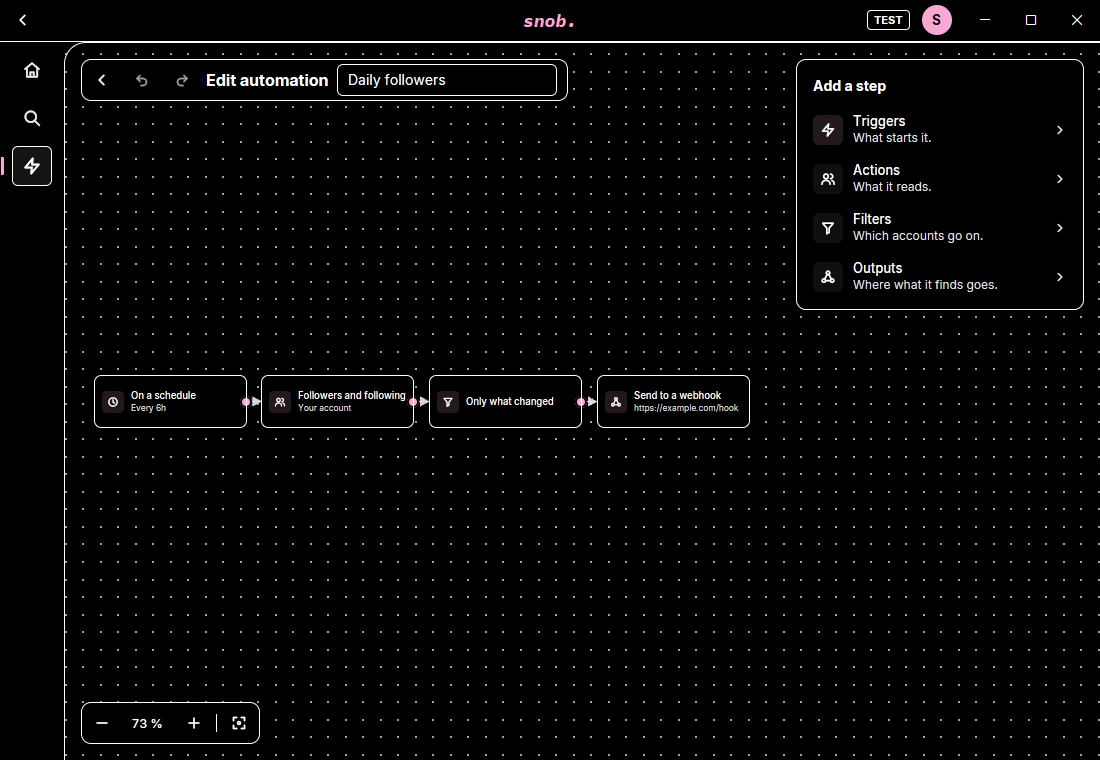 snob.
TEST
S
Edit automation
Daily followers
Add a step
Triggers
What starts it.
Actions
What it reads.
Filters
Which accounts go on.
Outputs
Where what it finds goes.
On a schedule
Every 6h
Followers and following
Your account
Only what changed
Send to a webhook
https://example.com/hook
73 %